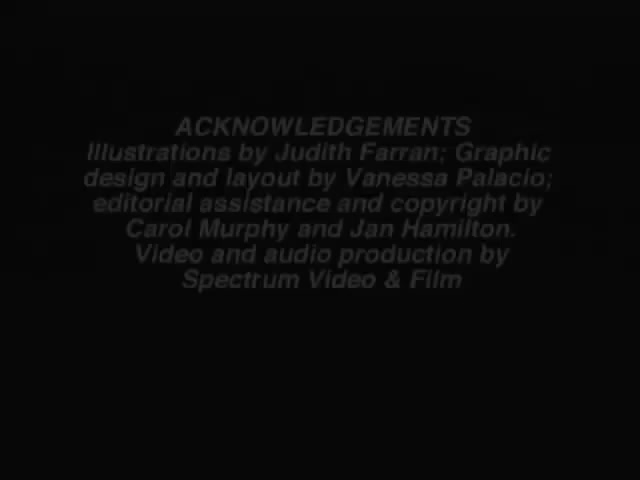 ACKNOWLEDGEMENTS
Illustrations by Judith Farran; Graphic
design and layout by Vanessa Palacio;
editorial assistance and copyright by
Carol Murphy and Jan Hamilton.
Video and audio production by
Spectrum Video & Film